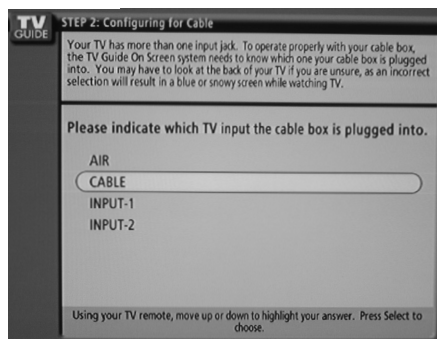 TV
GUIDE
STEP 2: Configuring for Cable
Your TV has more than one input jack. To operate properly with your cable box,
the TV Guide On Screen system needs to know which one your cable box is plugged
into. You may have to look at the back of your TV if you are unsure, as an incorrect
selection will result in a blue or snowy screen while watching TV.
Please indicate which TV input the cable box is plugged into.
AIR
CABLE
INPUT-1
INPUT-2
Using your TV remote, move up or down to highlight your answer. Press Select to
choose.